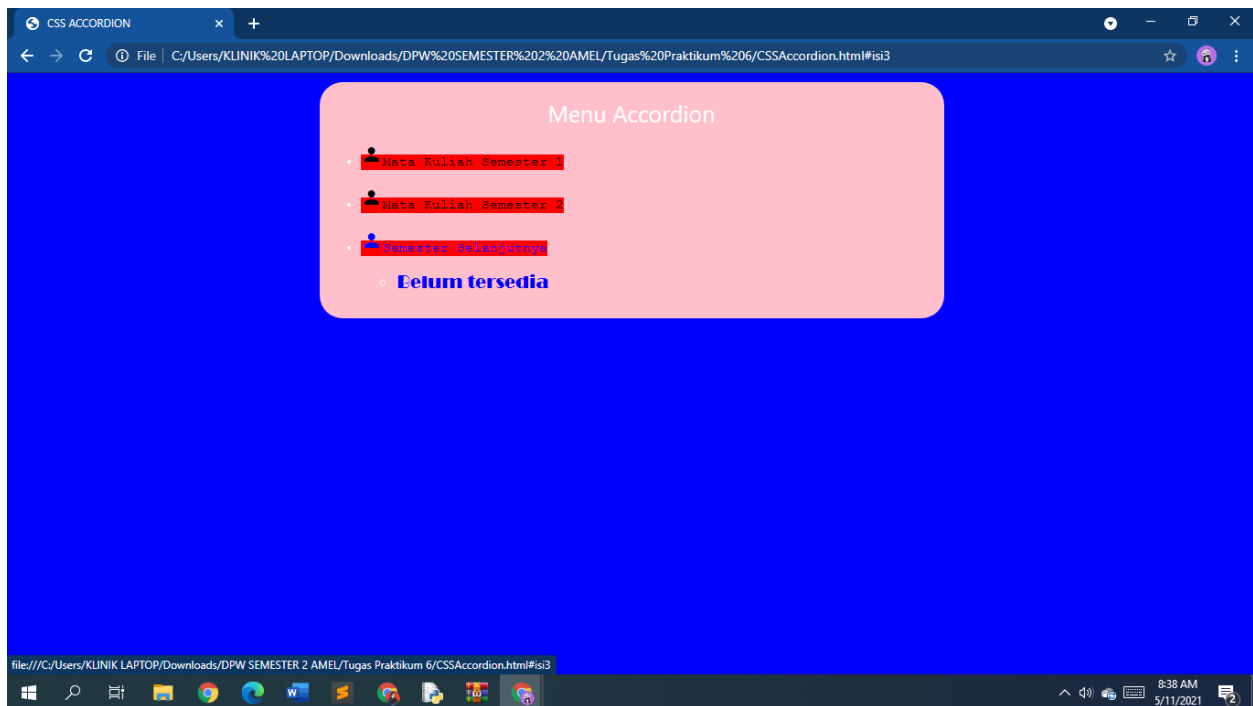 CSS ACCORDION
File | C:/Users/KLINIK%20LAPTOP/Downloads/DPW%20SEMESTER%202%20AMEL/Tugas%20Praktikum%206/CSSAccordion.html#isi3
Menu Accordion
Mata Kuliah Semester 1
Mata Kuliah Semester 2
Semester Selanjutnya
Belum tersedia
file:///C:/Users/KLINIK LAPTOP/Downloads/DPW SEMESTER 2 AMEL/Tugas Praktikum 6/CSSAccordion.html#isi3
8:38 AM
5/11/2021
2